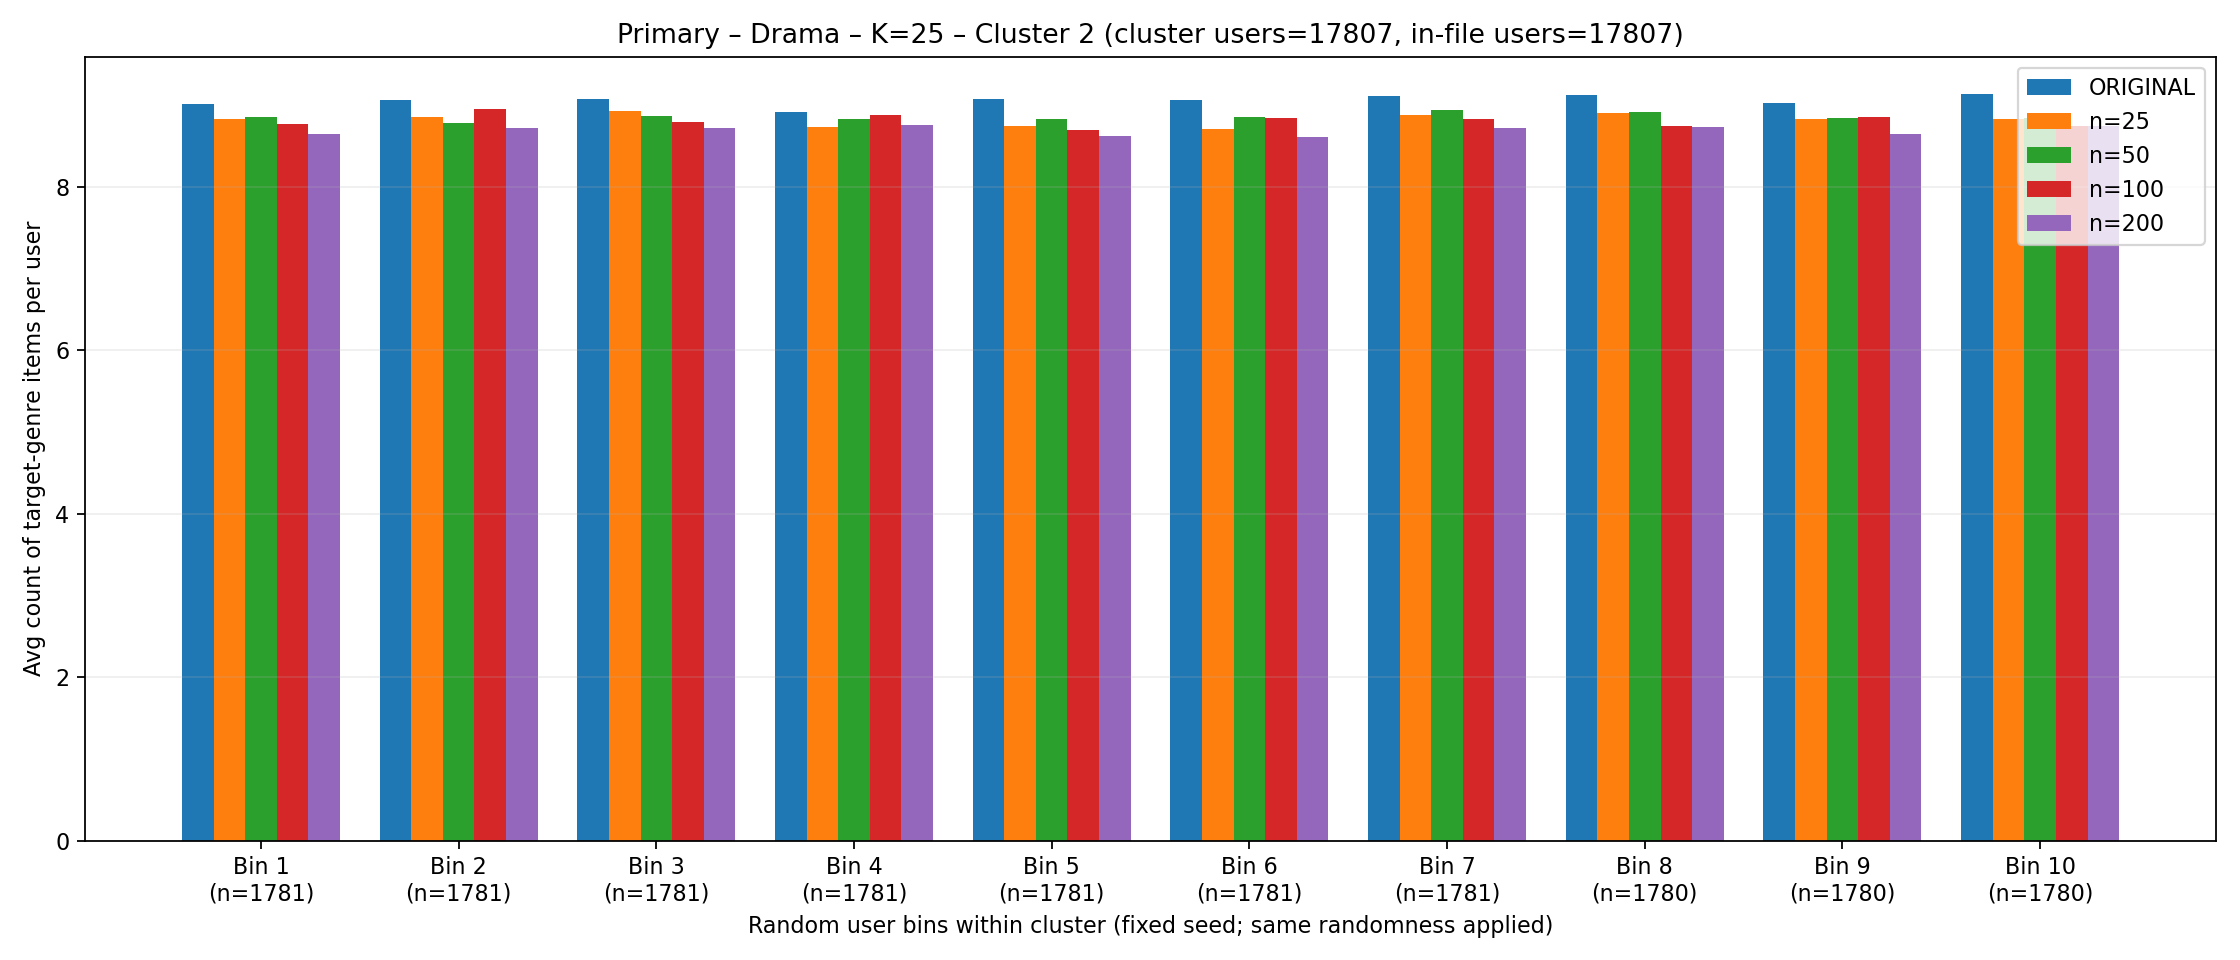 Primary – Drama – K=25 – Cluster 2 (cluster users=17807, in-file users=17807)
ORIGINAL
n=25
n=50
n=100
n=200
Avg count of target-genre items per user
8
6
4
2
0
Bin 1 Bin 2 Bin 3 Bin 4 Bin 5 Bin 6 Bin 7 Bin 8 Bin 9 Bin 10
(n=1781) (n=1781) (n=1781) (n=1781) (n=1781) (n=1781) (n=1781) (n=1780) (n=1780) (n=1780)
Random user bins within cluster (fixed seed; same randomness applied)